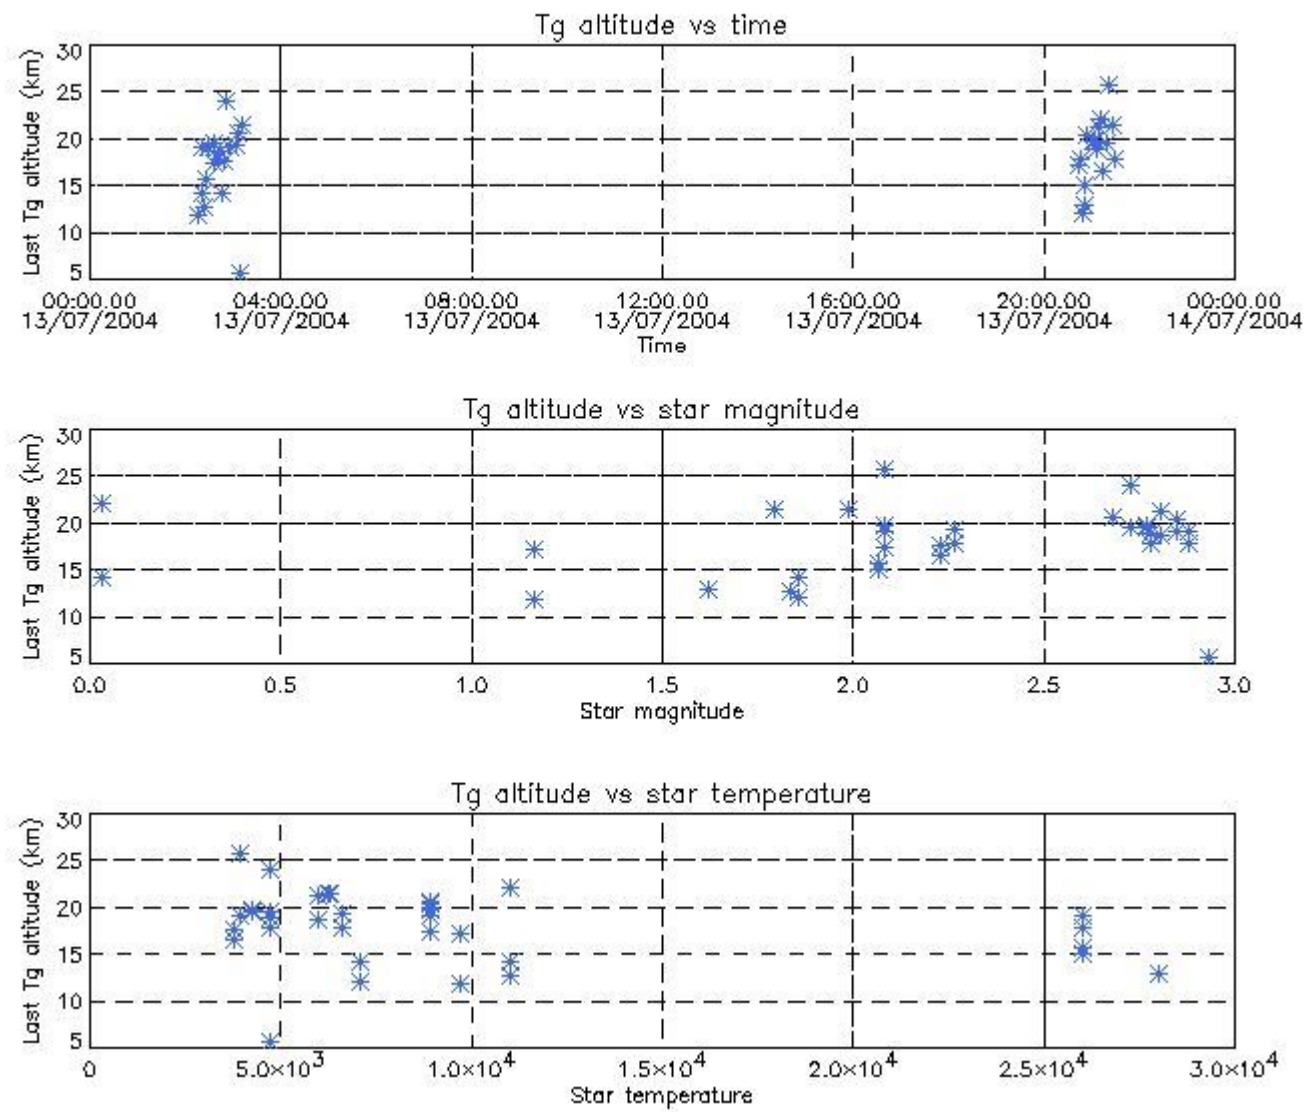 Tg altitude vs time
Last Tg altitude (km)
30
25
20
15
10
5
00:00.00 04:00.00 08:00.00 12:00.00 16:00.00 20:00.00 00:00.00
13/07/2004 13/07/2004 13/07/2004 13/07/2004 13/07/2004 13/07/2004 14/07/2004
Time
Tg altitude vs star magnitude
Last Tg altitude (km)
30
25
20
15
10
5
0.0 0.5 1.0 1.5 2.0 2.5 3.0
Star magnitude
Tg altitude vs star temperature
Last Tg altitude (km)
30
25
20
15
10
5
0 5.0×10³ 1.0×10⁴ 1.5×10⁴ 2.0×10⁴ 2.5×10⁴ 3.0×10⁴
Star temperature